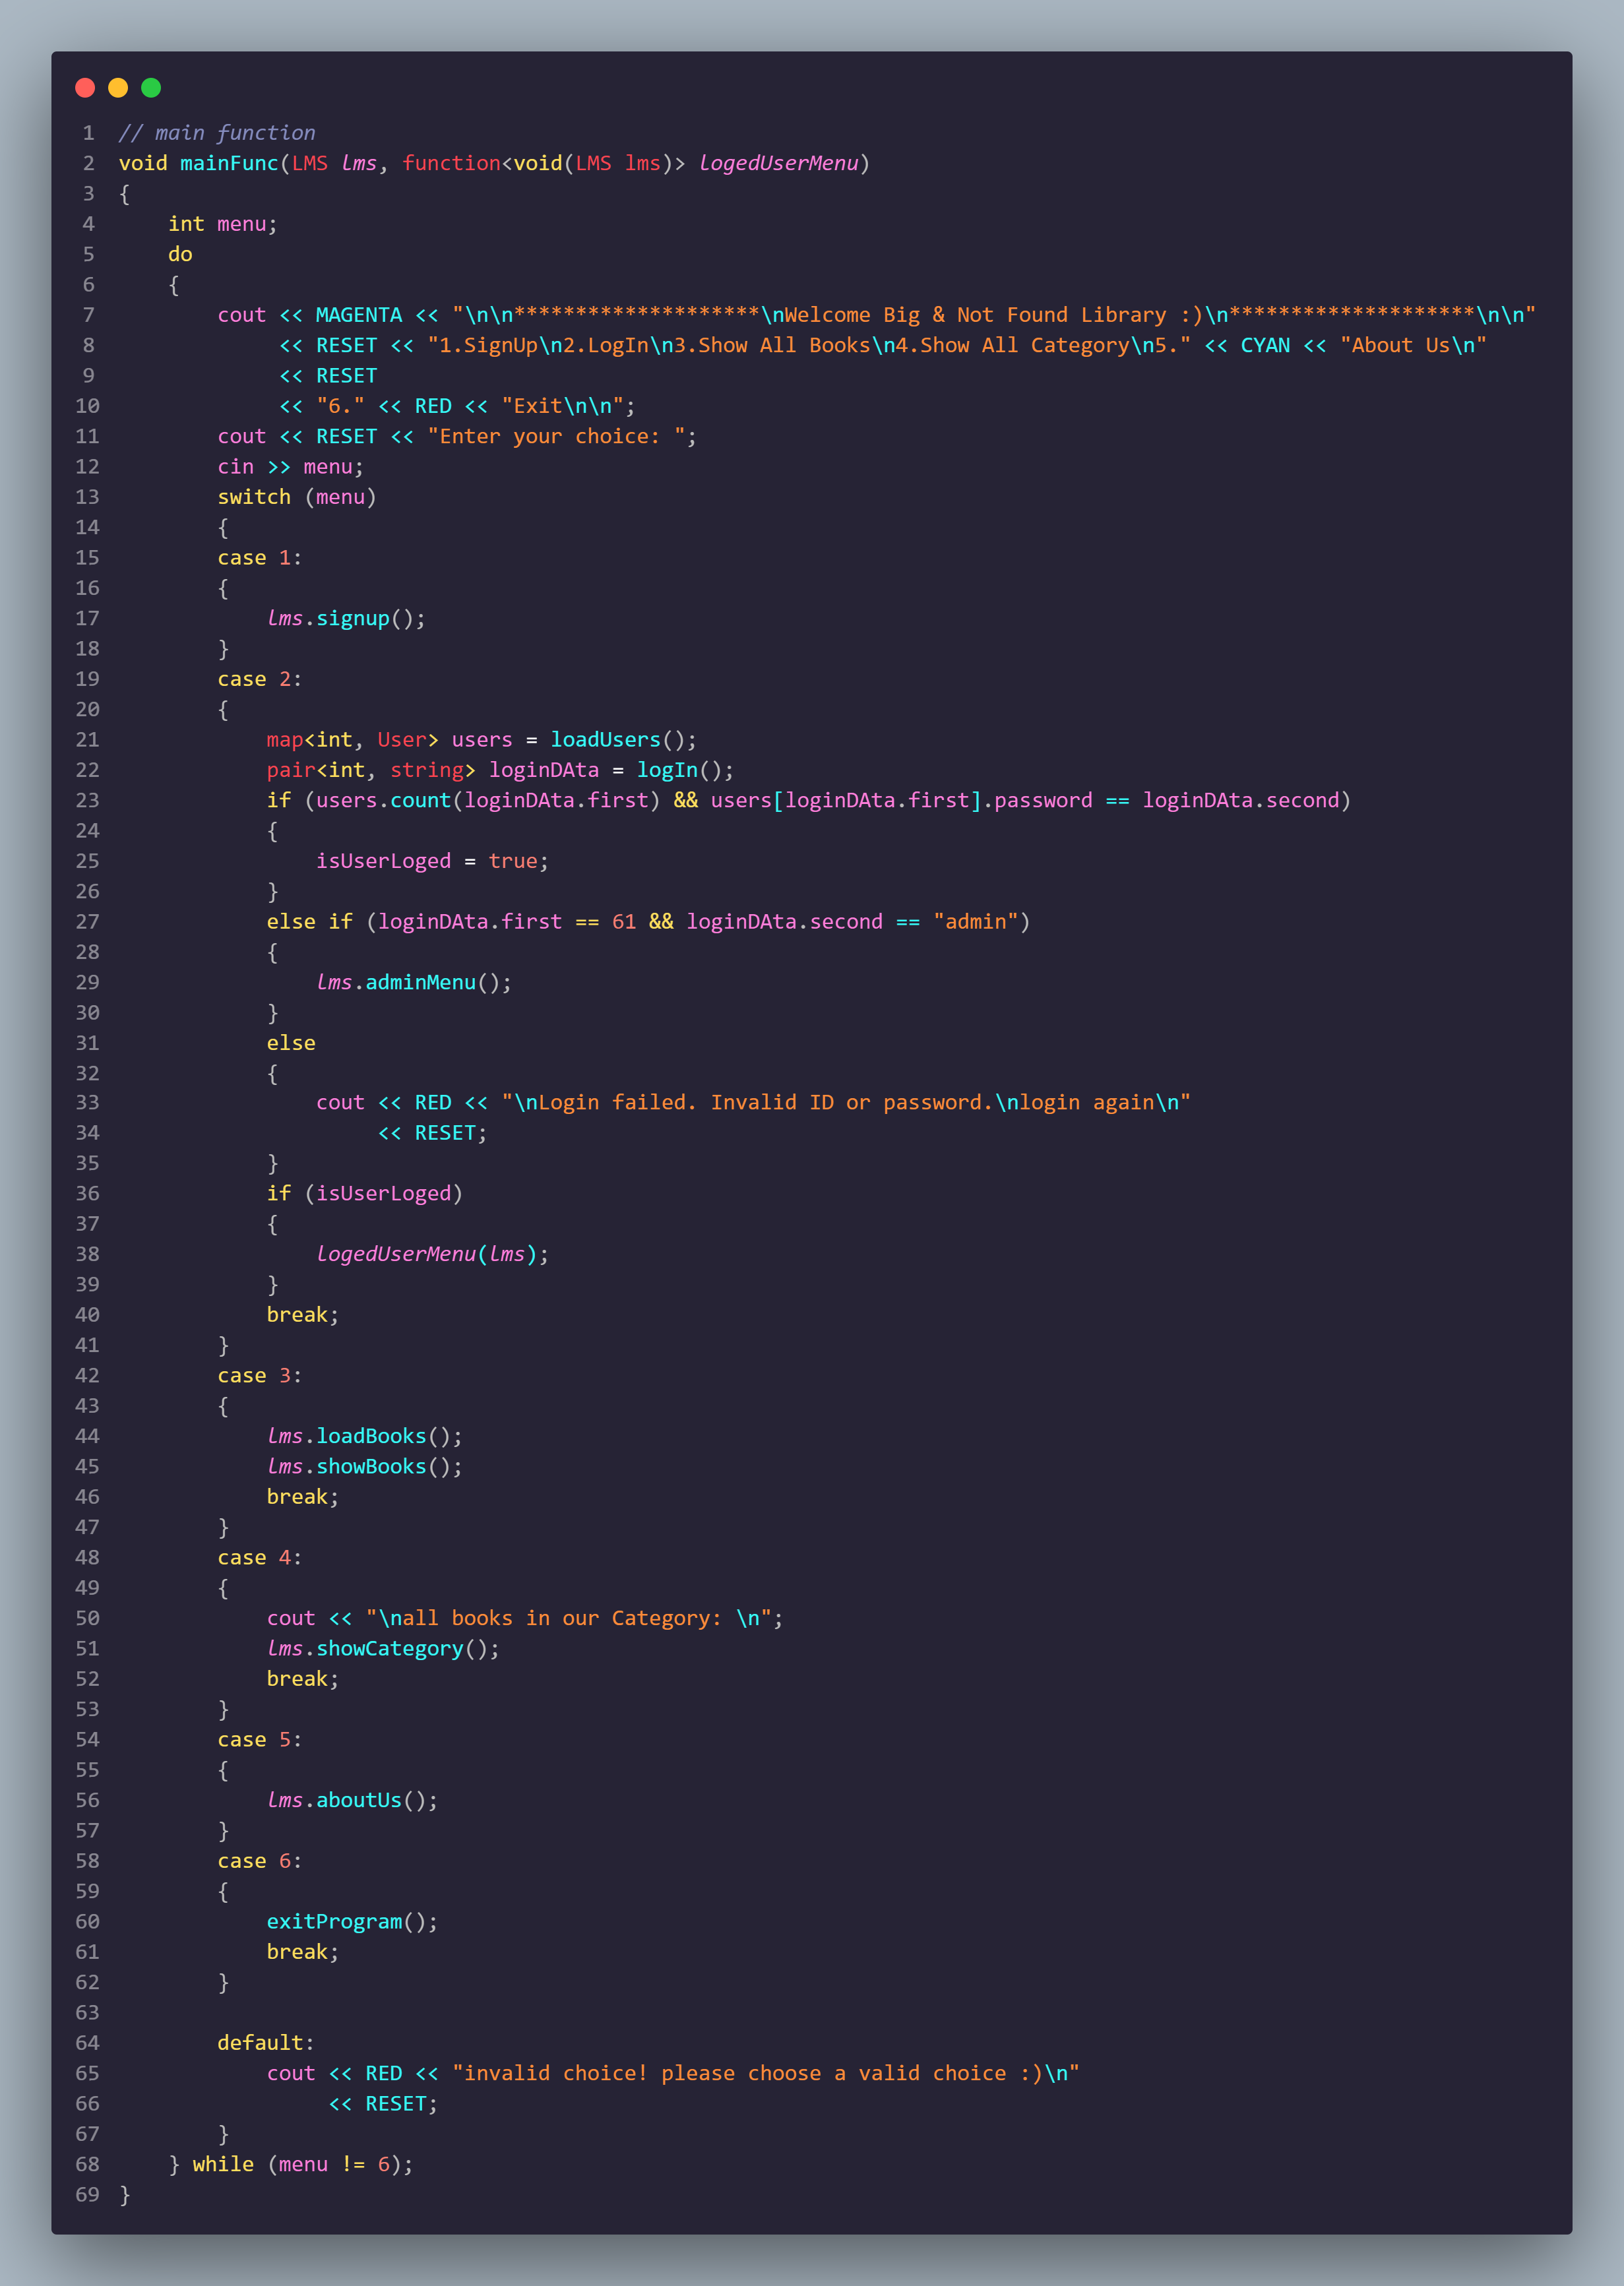 1 // main function
2 void mainFunc(LMS lms, function<void(LMS lms)> logedUserMenu)
3 {
4     int menu;
5     do
6     {
7         cout << MAGENTA << "\n\n********************\nWelcome Big & Not Found Library :)\n********************\n\n"
8              << RESET << "1.SignUp\n2.LogIn\n3.Show All Books\n4.Show All Category\n5." << CYAN << "About Us\n"
9              << RESET
10              << "6." << RED << "Exit\n\n";
11         cout << RESET << "Enter your choice: ";
12         cin >> menu;
13         switch (menu)
14         {
15         case 1:
16         {
17             lms.signup();
18         }
19         case 2:
20         {
21             map<int, User> users = loadUsers();
22             pair<int, string> loginDAta = logIn();
23             if (users.count(loginDAta.first) && users[loginDAta.first].password == loginDAta.second)
24             {
25                 isUserLoged = true;
26             }
27             else if (loginDAta.first == 61 && loginDAta.second == "admin")
28             {
29                 lms.adminMenu();
30             }
31             else
32             {
33                 cout << RED << "\nLogin failed. Invalid ID or password.\nlogin again\n"
34                      << RESET;
35             }
36             if (isUserLoged)
37             {
38                 logedUserMenu(lms);
39             }
40             break;
41         }
42         case 3:
43         {
44             lms.loadBooks();
45             lms.showBooks();
46             break;
47         }
48         case 4:
49         {
50             cout << "\nall books in our Category: \n";
51             lms.showCategory();
52             break;
53         }
54         case 5:
55         {
56             lms.aboutUs();
57         }
58         case 6:
59         {
60             exitProgram();
61             break;
62         }
63
64         default:
65             cout << RED << "invalid choice! please choose a valid choice :)\n"
66                  << RESET;
67         }
68     } while (menu != 6);
69 }